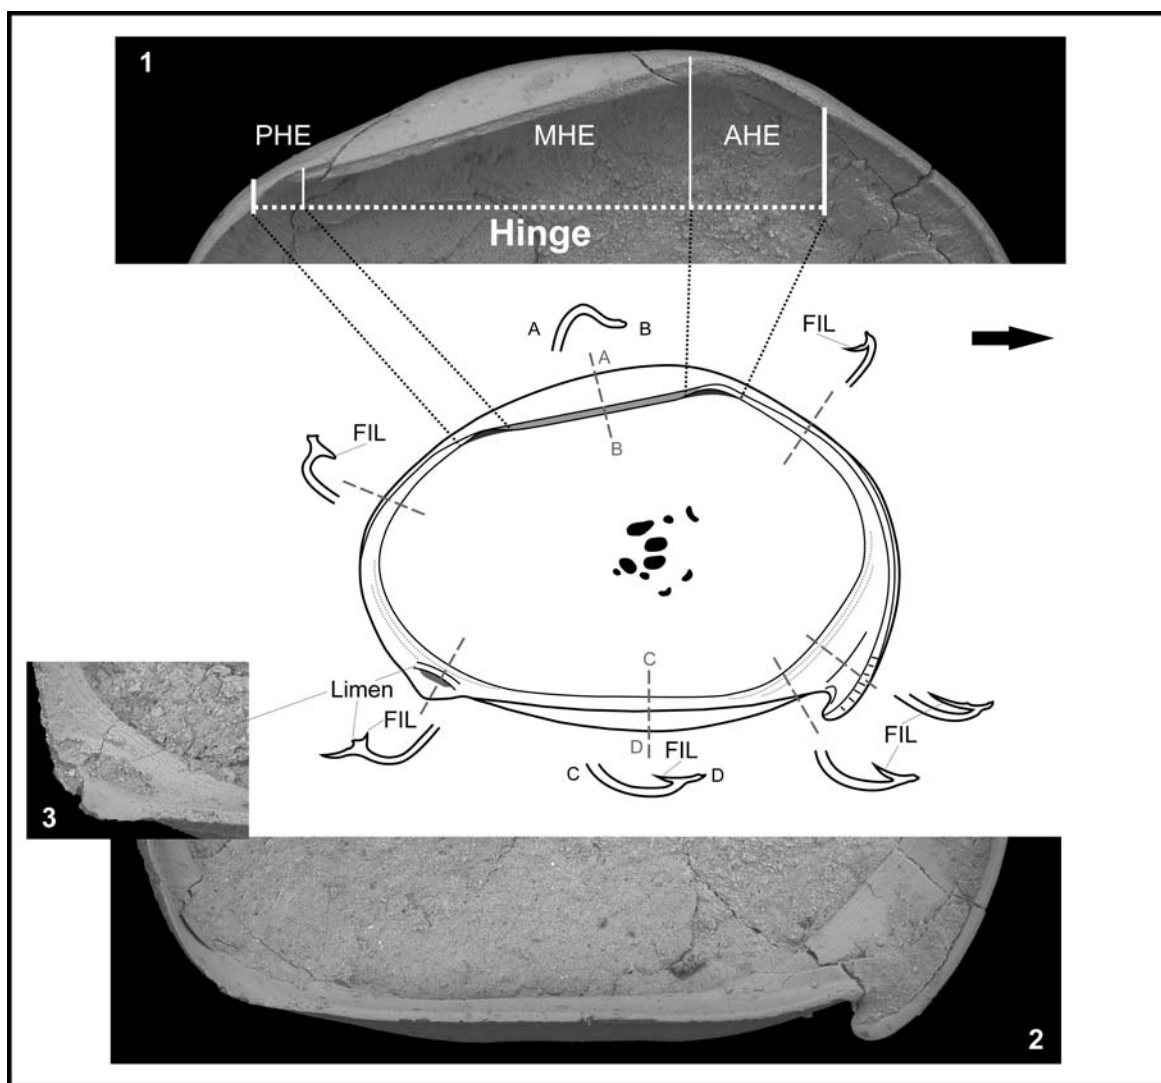 1
PHE MHE AHE
Hinge
A B FIL
A
FIL
B
C
Limen
FIL
D FIL FIL
C D
3
2